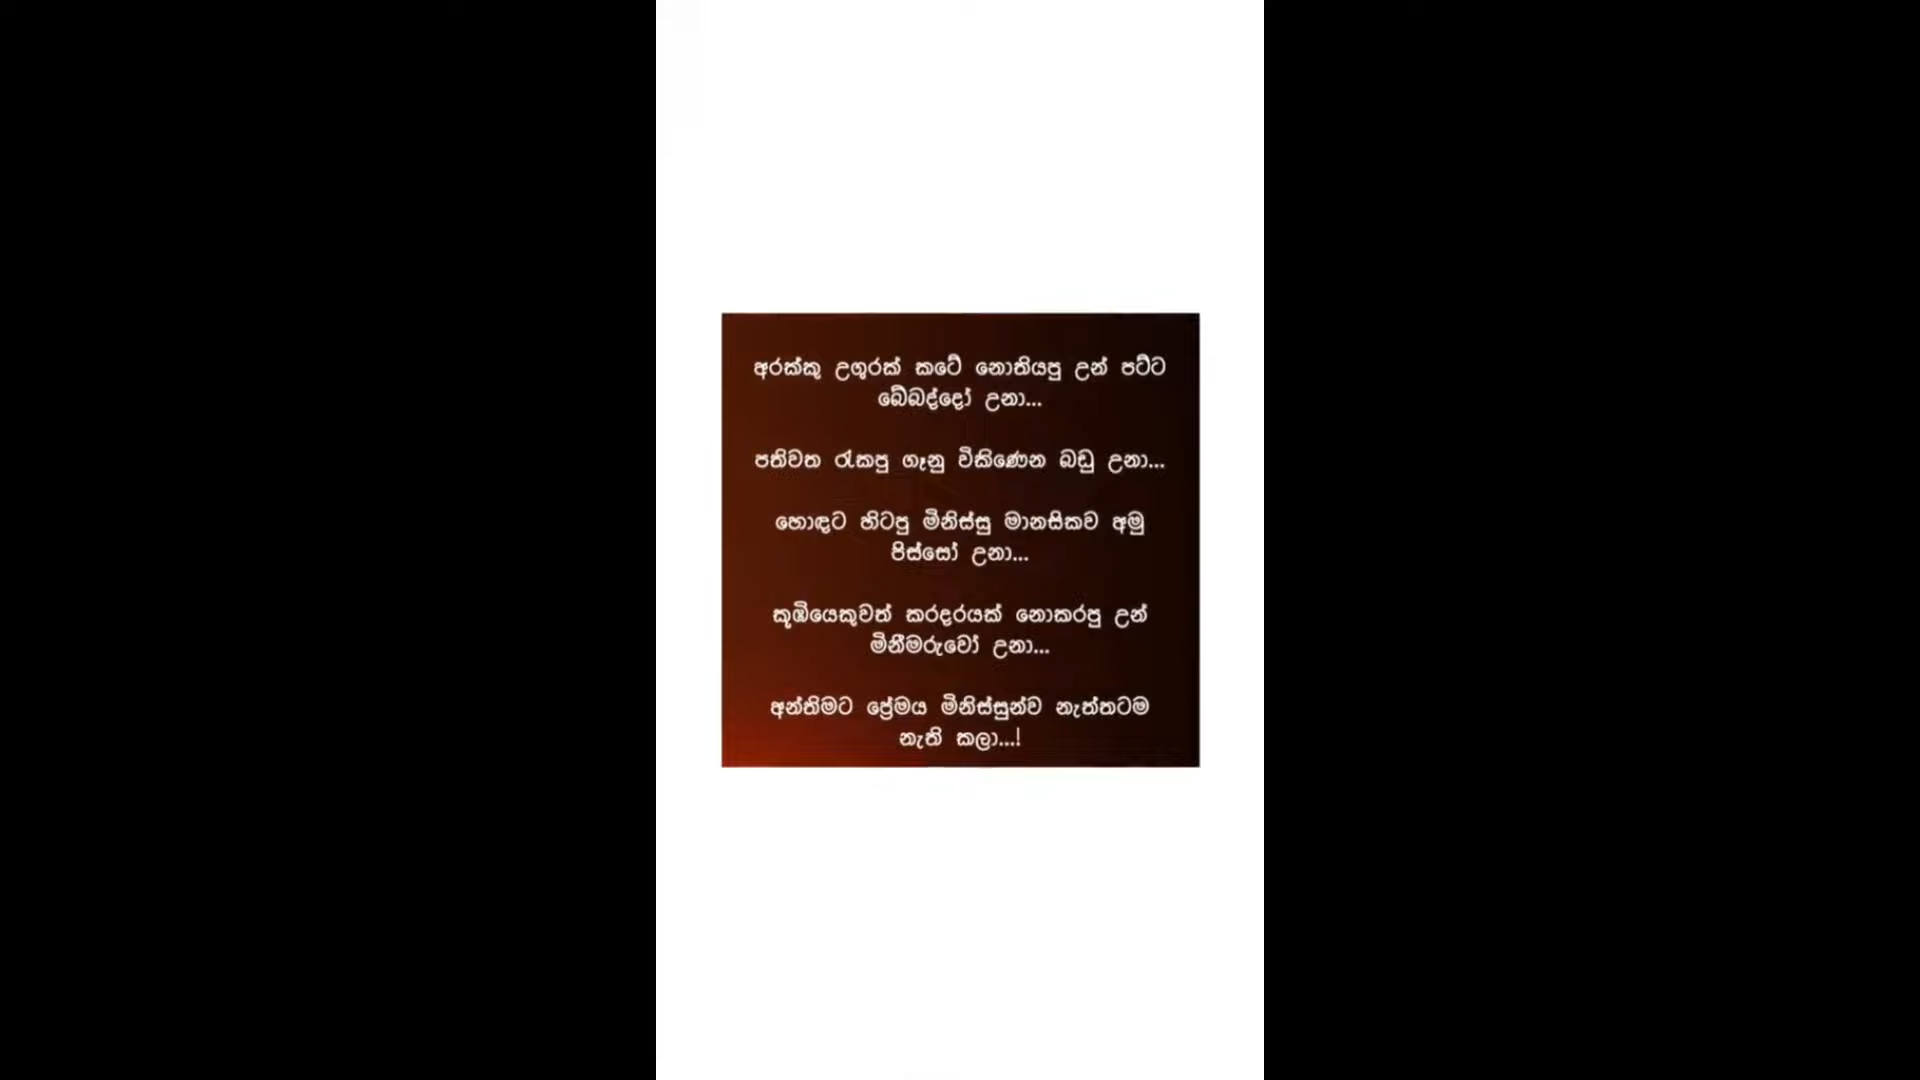 අරක්කු උගුරක් කටේ නොතියපු උන් පට්ට
බේබද්දෝ උනා...
පතිවත රැකපු ගෑනු විකිණෙන බඩු උනා...
හොඳට හිටපු මිනිස්සු මානසිකව අමු
පිස්සෝ උනා...
කූඹියෙකුවත් කරදරයක් නොකරපු උන්
මිනීමරුවෝ උනා...
අන්තිමට ප්‍රේමය මිනිස්සුන්ව නැත්තටම
නැති කලා...!